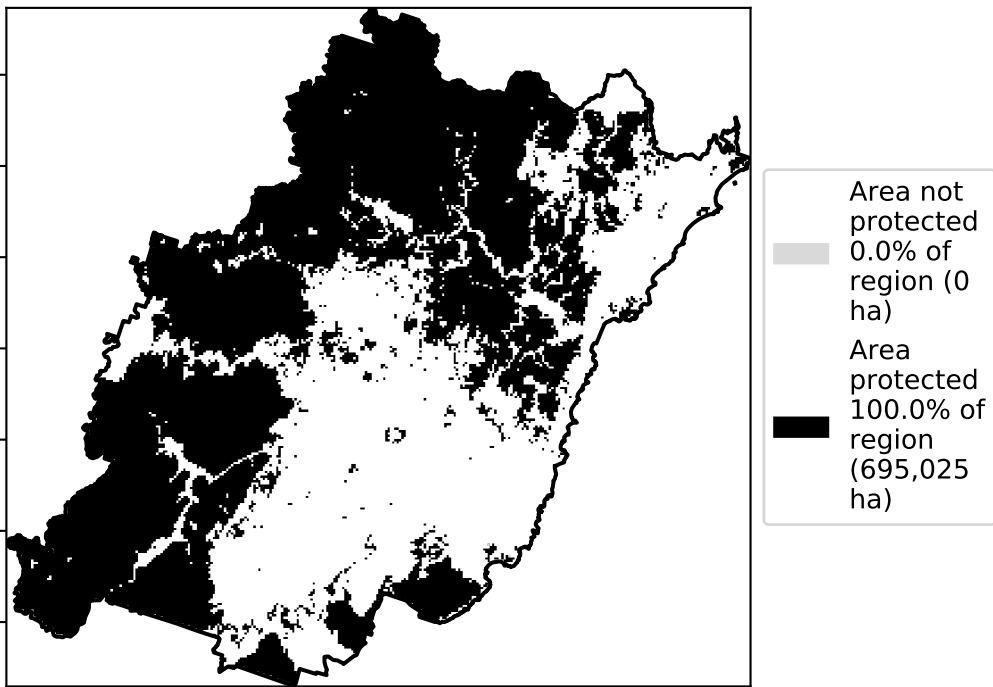 Area not
protected
0.0% of
region (0
ha)
Area
protected
100.0% of
region
(695,025
ha)